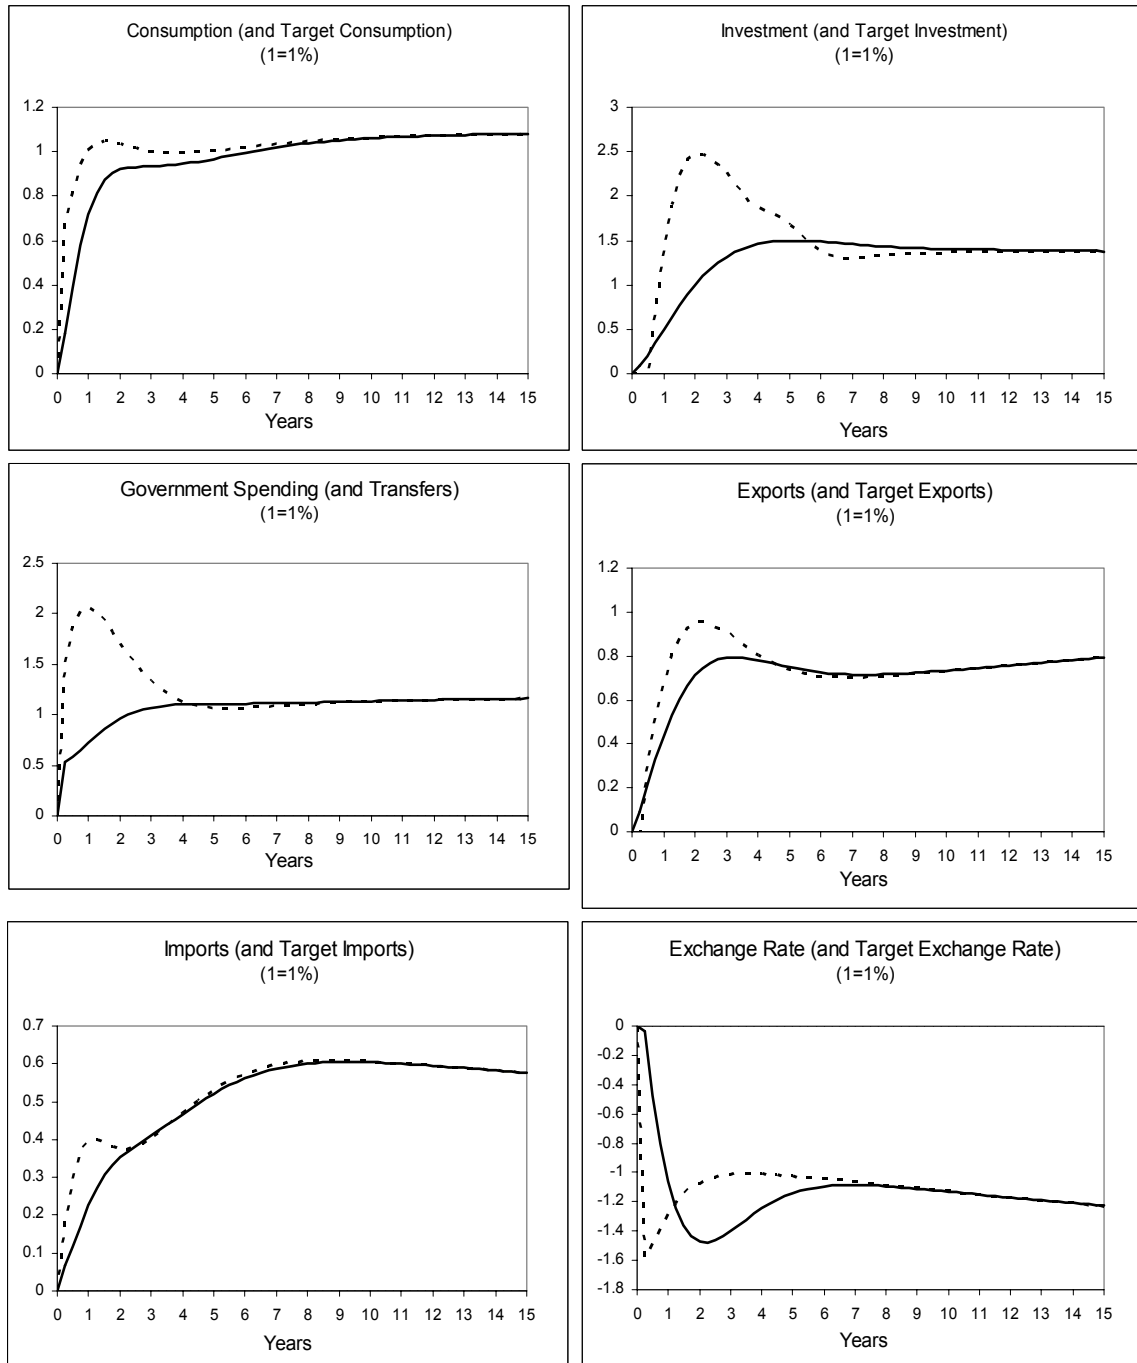 Consumption (and Target Consumption)
(1=1%)
1.2
1
0.8
0.6
0.4
0.2
0
0 1 2 3 4 5 6 7 8 9 10 11 12 13 14 15
Years
Investment (and Target Investment)
(1=1%)
3
2.5
2
1.5
1
0.5
0
0 1 2 3 4 5 6 7 8 9 10 11 12 13 14 15
Years
Government Spending (and Transfers)
(1=1%)
2.5
2
1.5
1
0.5
0
0 1 2 3 4 5 6 7 8 9 10 11 12 13 14 15
Years
Exports (and Target Exports)
(1=1%)
1.2
1
0.8
0.6
0.4
0.2
0
0 1 2 3 4 5 6 7 8 9 10 11 12 13 14 15
Years
Imports (and Target Imports)
(1=1%)
0.7
0.6
0.5
0.4
0.3
0.2
0.1
0
0 1 2 3 4 5 6 7 8 9 10 11 12 13 14 15
Years
Exchange Rate (and Target Exchange Rate)
(1=1%)
0
-0.2
-0.4
-0.6
-0.8
-1
-1.2
-1.4
-1.6
-1.8
0 1 2 3 4 5 6 7 8 9 10 11 12 13 14 15
Years